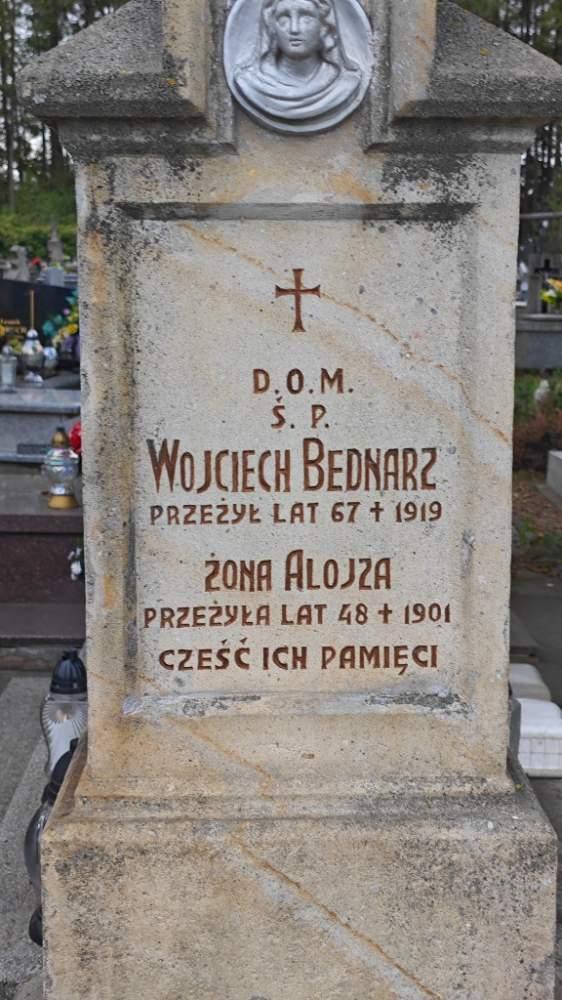 D.O.M.
Ś. P.
WOJCIECH BEDNARZ
PRZEŻYŁ LAT 67 + 1919
ŻONA ALOJZA
PRZEŻYŁA LAT 48 + 1901
CZEŚĆ ICH PAMIĘCI